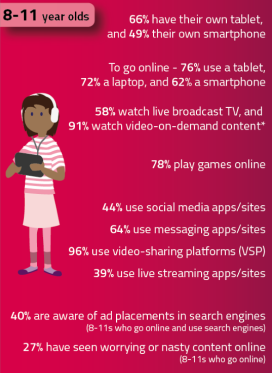 8-11 year olds
66% have their own tablet,
and 49% their own smartphone
To go online - 76% use a tablet,
72% a laptop, and 62% a smartphone
58% watch live broadcast TV, and
91% watch video-on-demand content*
78% play games online
44% use social media apps/sites
64% use messaging apps/sites
96% use video-sharing platforms (VSP)
39% use live streaming apps/sites
40% are aware of ad placements in search engines
(8-11s who go online and use search engines)
27% have seen worrying or nasty content online
(8-11s who go online)